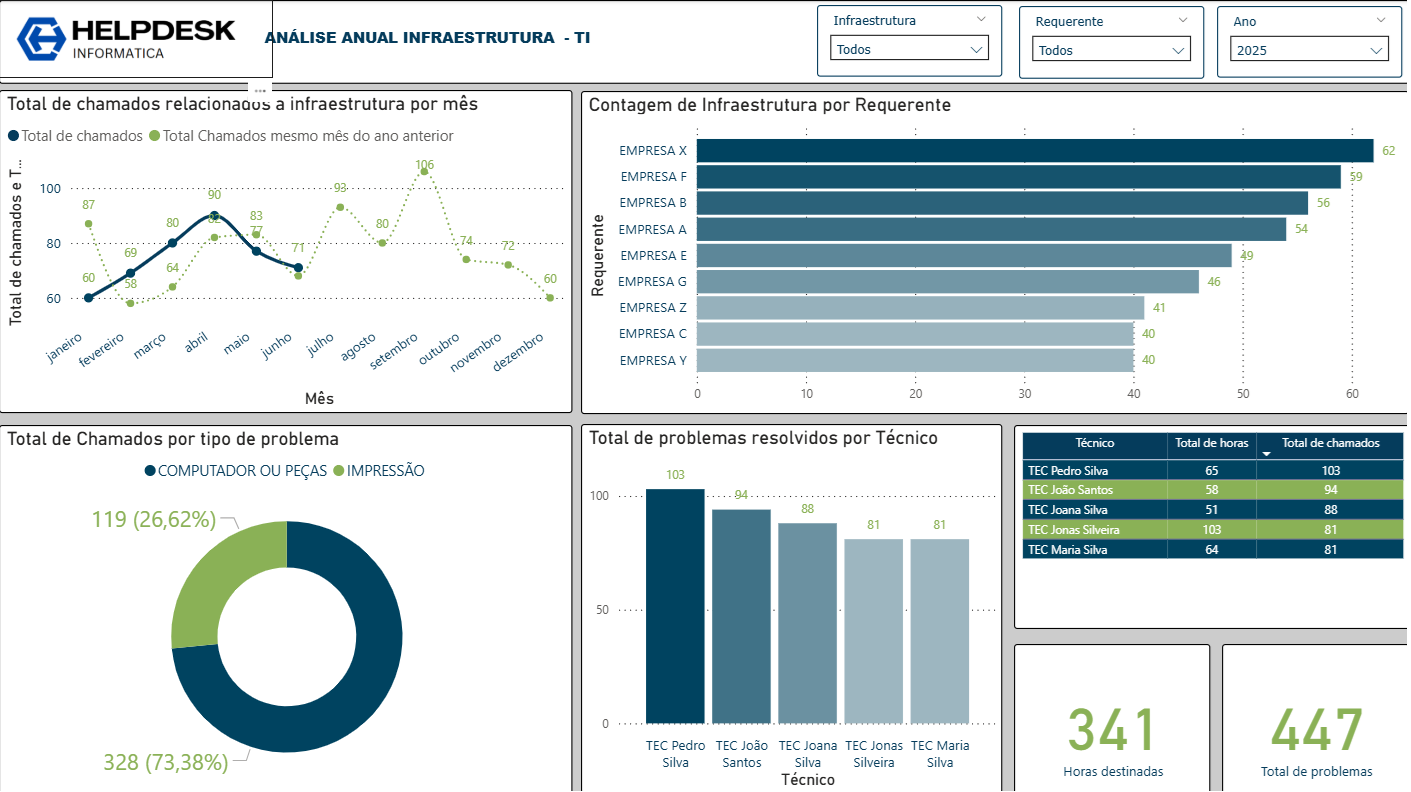 HELPDESK
INFORMATICA
ANÁLISE ANUAL INFRAESTRUTURA - TI
Infraestrutura
Todos
Requerente
Todos
Ano
2025
Total de chamados relacionados a infraestrutura por mês
Total de chamados
Total Chamados mesmo mês do ano anterior
Total de chamados e T...
100
80
60
87
60
69
58
80
64
90
82
83
77
71
93
80
106
74
72
60
janeiro
fevereiro
março
abril
maio
junho
julho
agosto
setembro
outubro
novembro
dezembro
Mês
Contagem de Infraestrutura por Requerente
Requerente
EMPRESA X
62
EMPRESA F
59
EMPRESA B
56
EMPRESA A
54
EMPRESA E
49
EMPRESA G
46
EMPRESA Z
41
EMPRESA C
40
EMPRESA Y
40
0
10
20
30
40
50
60
Total de Chamados por tipo de problema
COMPUTADOR OU PEÇAS
IMPRESSÃO
119 (26,62%)
328 (73,38%)
Total de problemas resolvidos por Técnico
100
50
0
103
94
88
81
81
TEC Pedro
Silva
TEC João
Santos
TEC Joana
Silva
TEC Jonas
Silveira
TEC Maria
Silva
Técnico
Técnico Total de horas Total de chamados
TEC Pedro Silva 65 103
TEC João Santos 58 94
TEC Joana Silva 51 88
TEC Jonas Silveira 103 81
TEC Maria Silva 64 81
341
Horas destinadas
447
Total de problemas